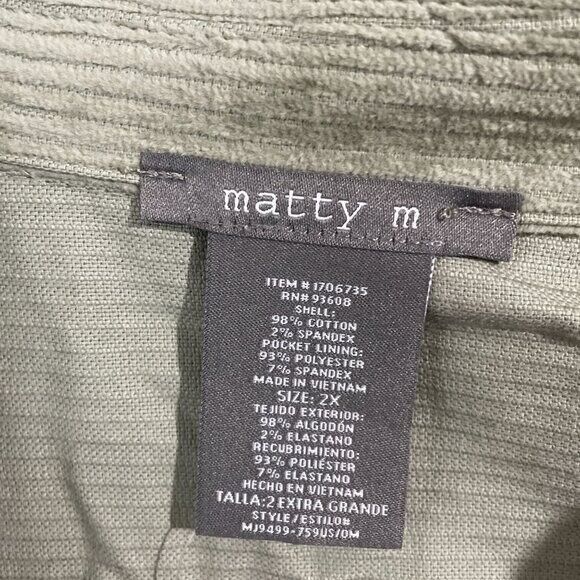 matty m
ITEM # 1706735
RN# 93608
SHELL:
98% COTTON
2% SPANDEX
POCKET LINING:
93% POLYESTER
7% SPANDEX
MADE IN VIETNAM
SIZE: 2X
TEJIDO EXTERIOR:
98% ALGODÓN
2% ELASTANO
RECUBRIMIENTO:
93% POLIÉSTER
7% ELASTANO
HECHO EN VIETNAM
TALLA:2 EXTRA GRANDE
STYLE/ESTILO#
MJ9499-759US/OM